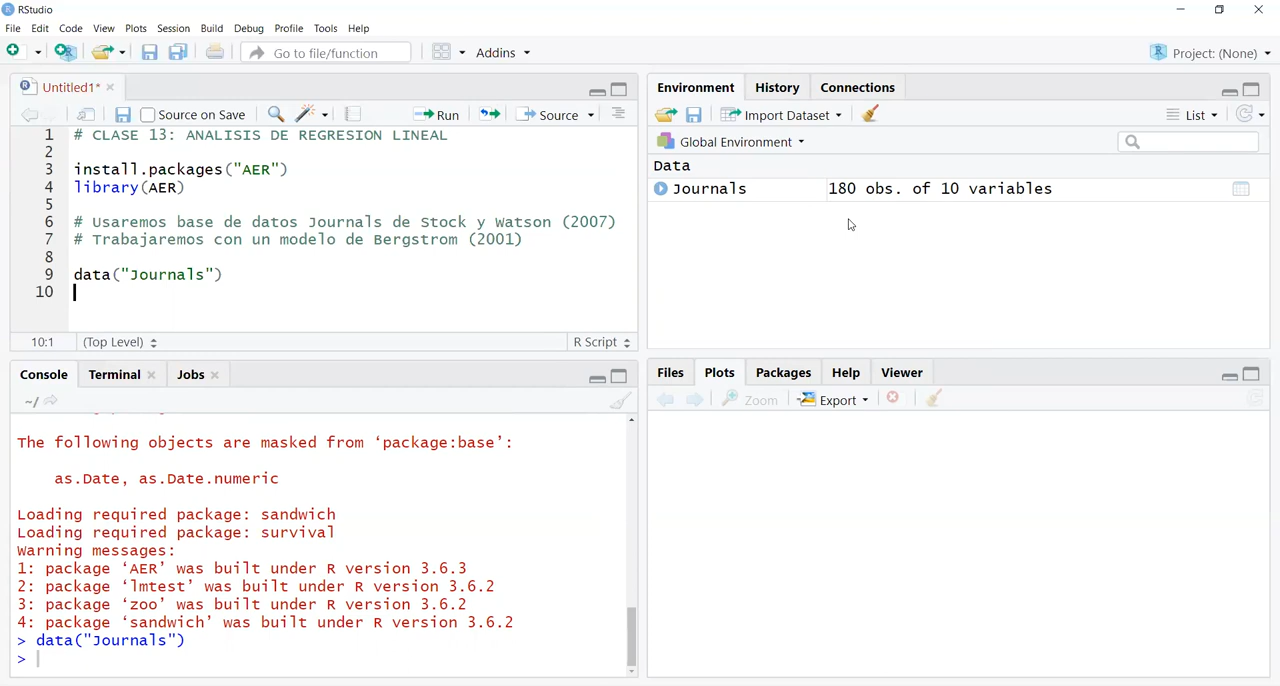 RStudio
File Edit Code View Plots Session Build Debug Profile Tools Help
Go to file/function Addins Project: (None)
Untitled1*
Source on Save Run Source
1 # CLASE 13: ANALISIS DE REGRESION LINEAL
2
3 install.packages("AER")
4 library(AER)
5
6 # Usaremos base de datos Journals de Stock y Watson (2007)
7 # Trabajaremos con un modelo de Bergstrom (2001)
8
9 data("Journals")
10
10:1 (Top Level) R Script
Console Terminal Jobs
~/
The following objects are masked from ‘package:base’:
as.Date, as.Date.numeric
Loading required package: sandwich
Loading required package: survival
Warning messages:
1: package ‘AER’ was built under R version 3.6.3
2: package ‘lmtest’ was built under R version 3.6.2
3: package ‘zoo’ was built under R version 3.6.2
4: package ‘sandwich’ was built under R version 3.6.2
> data("Journals")
>
Environment History Connections
Import Dataset List
Global Environment
Data
Journals 180 obs. of 10 variables
Files Plots Packages Help Viewer
Zoom Export